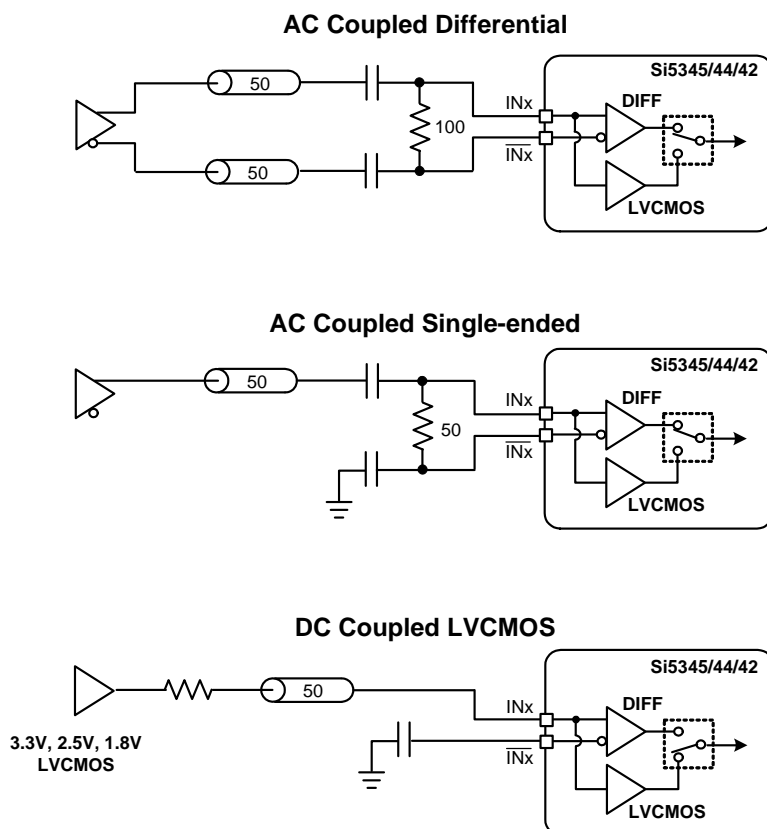 AC Coupled Differential
Si5345/44/42
50
INx
DIFF
100
INx
50
LVCMOS
AC Coupled Single-ended
Si5345/44/42
50
INx
DIFF
50
INx
LVCMOS
DC Coupled LVCMOS
Si5345/44/42
50
INx
DIFF
3.3V, 2.5V, 1.8V
LVCMOS
INx
LVCMOS